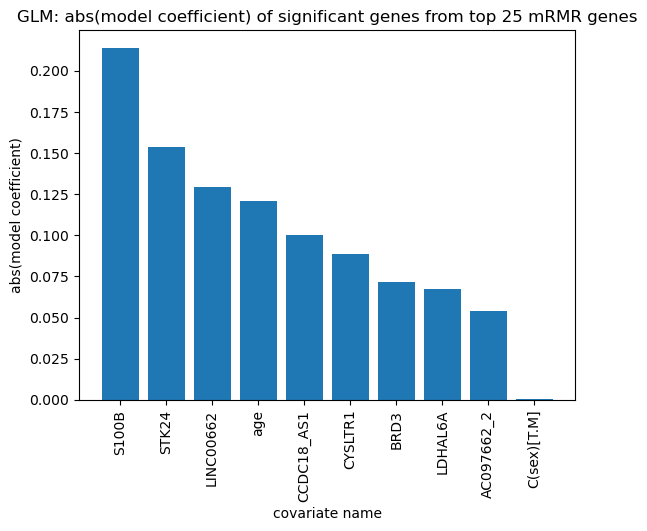 GLM: abs(model coefficient) of significant genes from top 25 mRMR genes
abs(model coefficient)
0.200
0.175
0.150
0.125
0.100
0.075
0.050
0.025
0.000
S100B
STK24
LINC00662
age
CCDC18_AS1
CYSLTR1
BRD3
LDHAL6A
AC097662_2
C(sex)[T.M]
covariate name